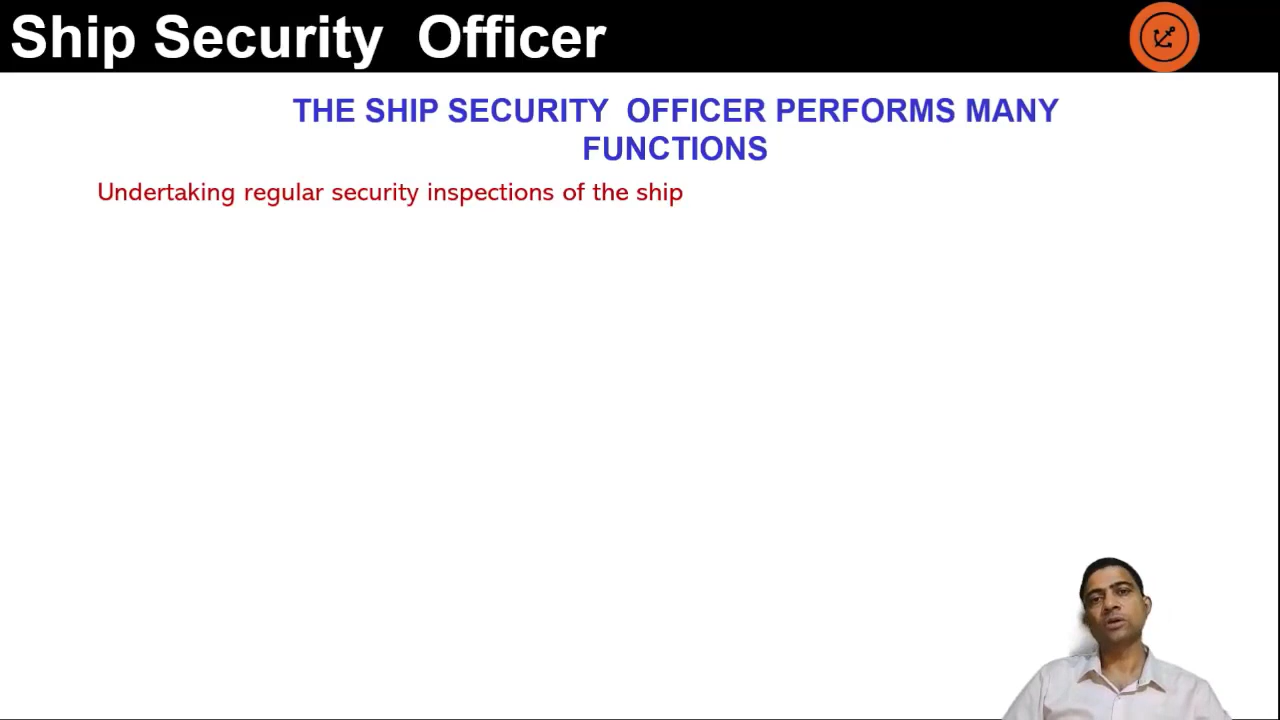 Ship Security  Officer
THE SHIP SECURITY  OFFICER PERFORMS MANY
FUNCTIONS
Undertaking regular security inspections of the ship